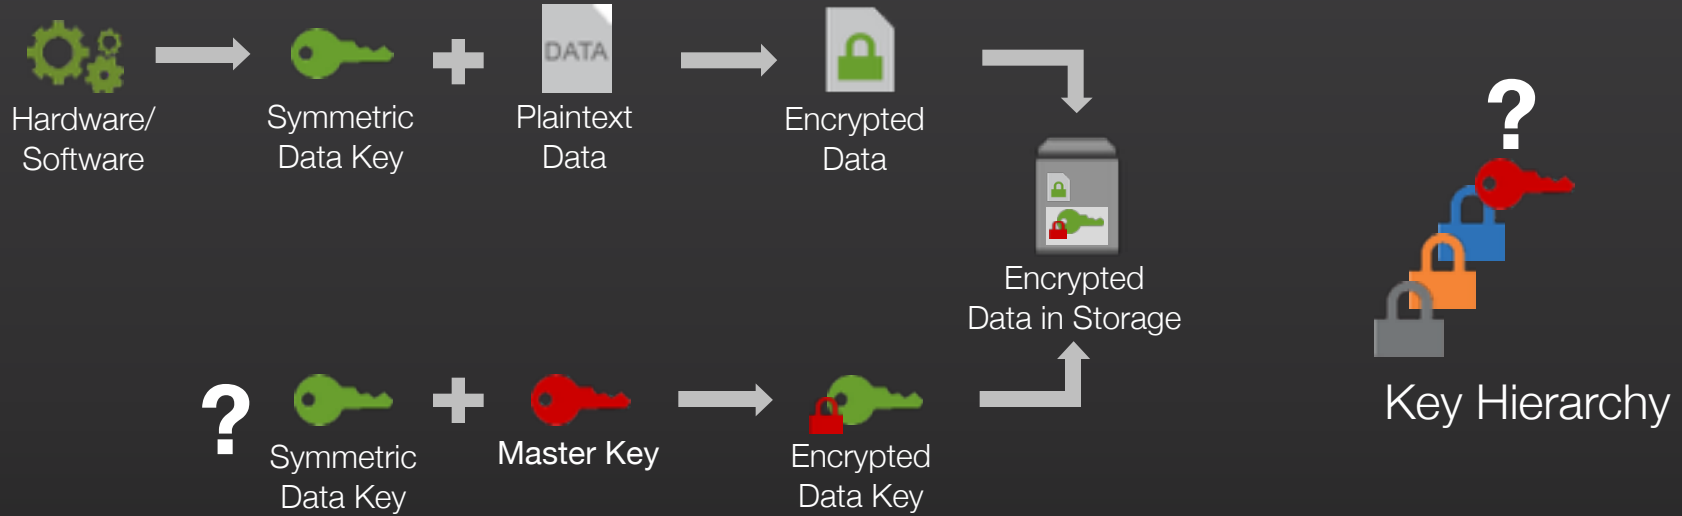 Hardware/
Software
Symmetric
Data Key
DATA
Plaintext
Data
Encrypted
Data
?
Encrypted
Data in Storage
?
Symmetric
Data Key
Master Key
Encrypted
Data Key
Key Hierarchy